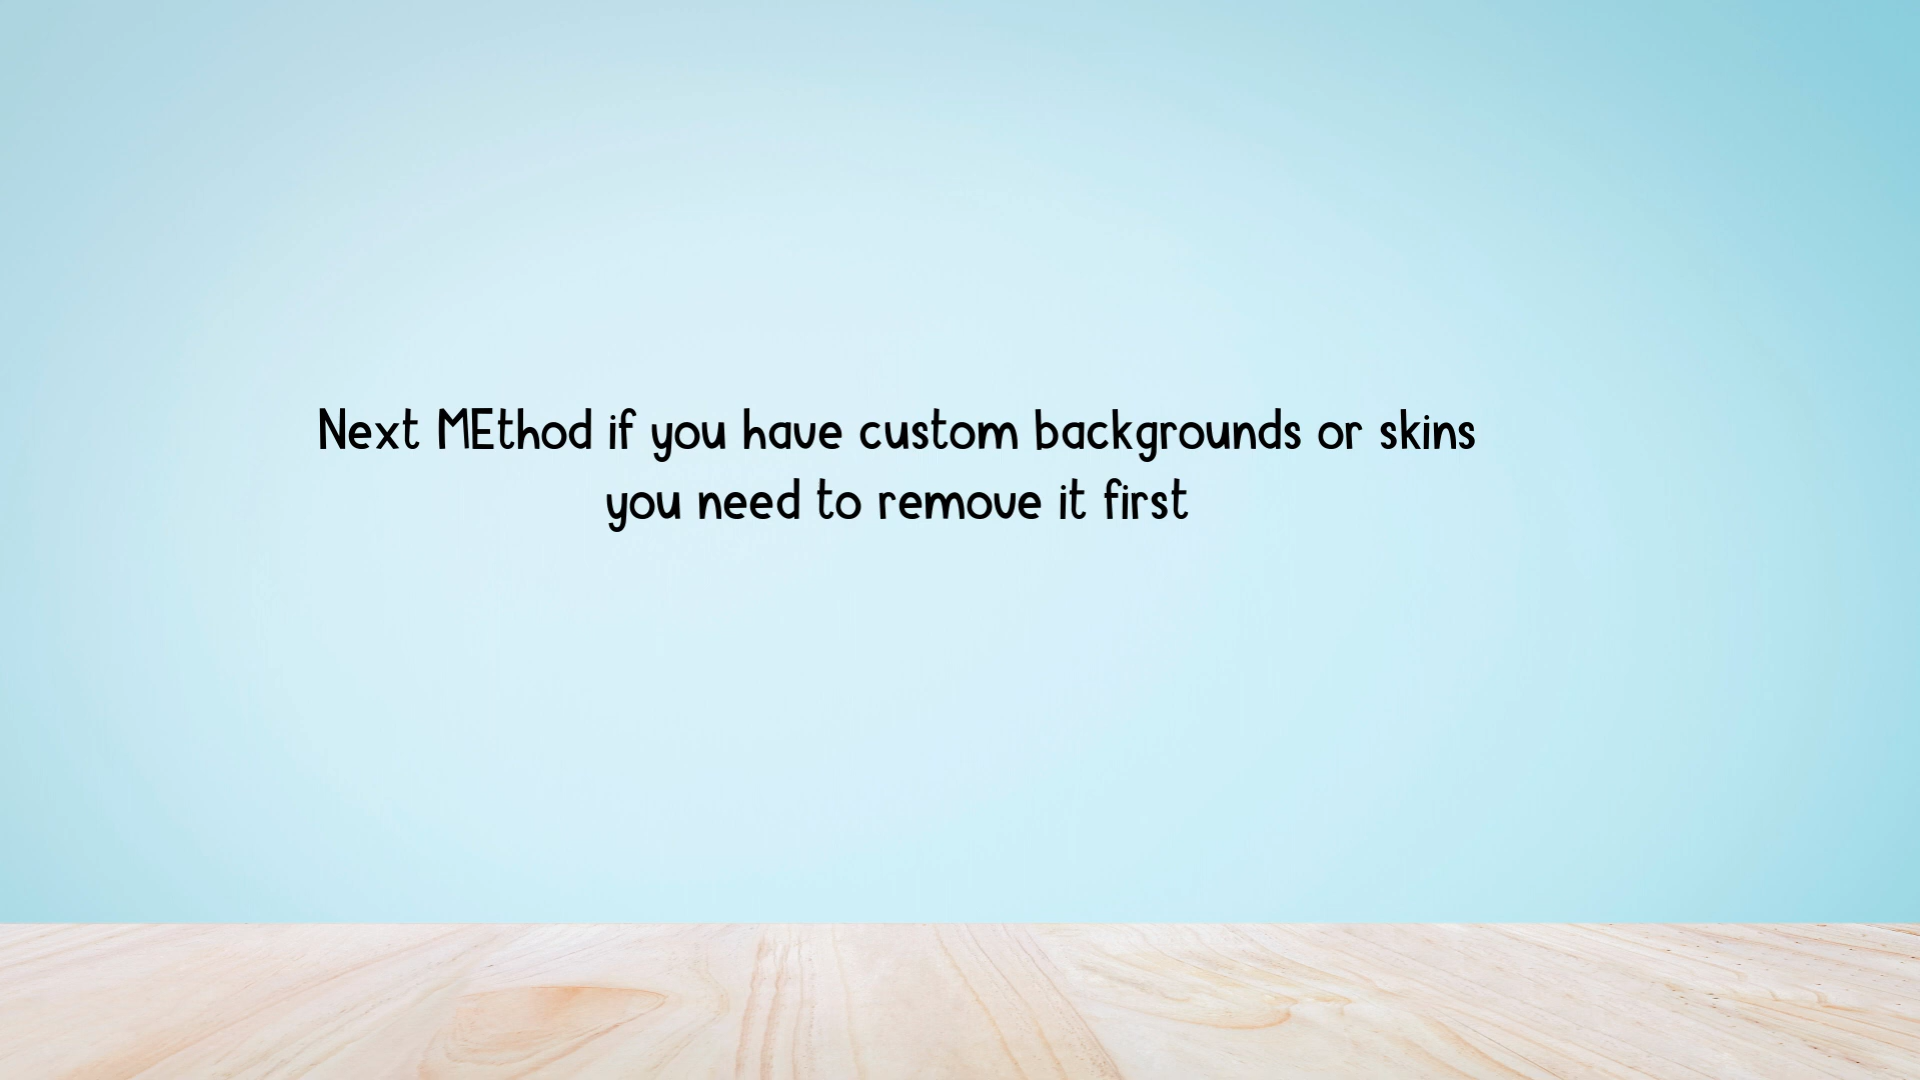 Next MEthod if you have custom backgrounds or skins
you need to remove it first